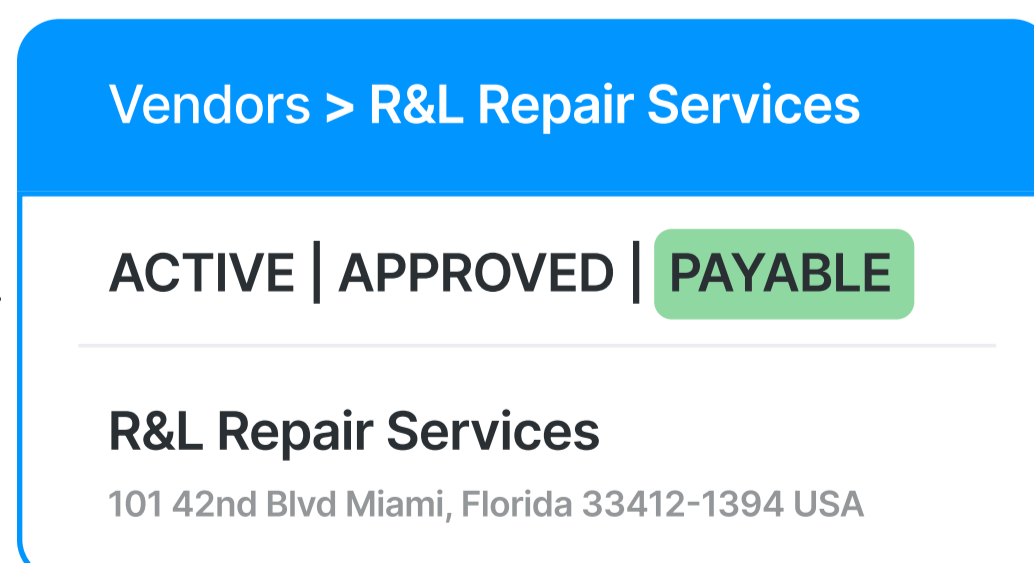 Vendors > R&L Repair Services
ACTIVE | APPROVED | PAYABLE
R&L Repair Services
101 42nd Blvd Miami, Florida 33412-1394 USA